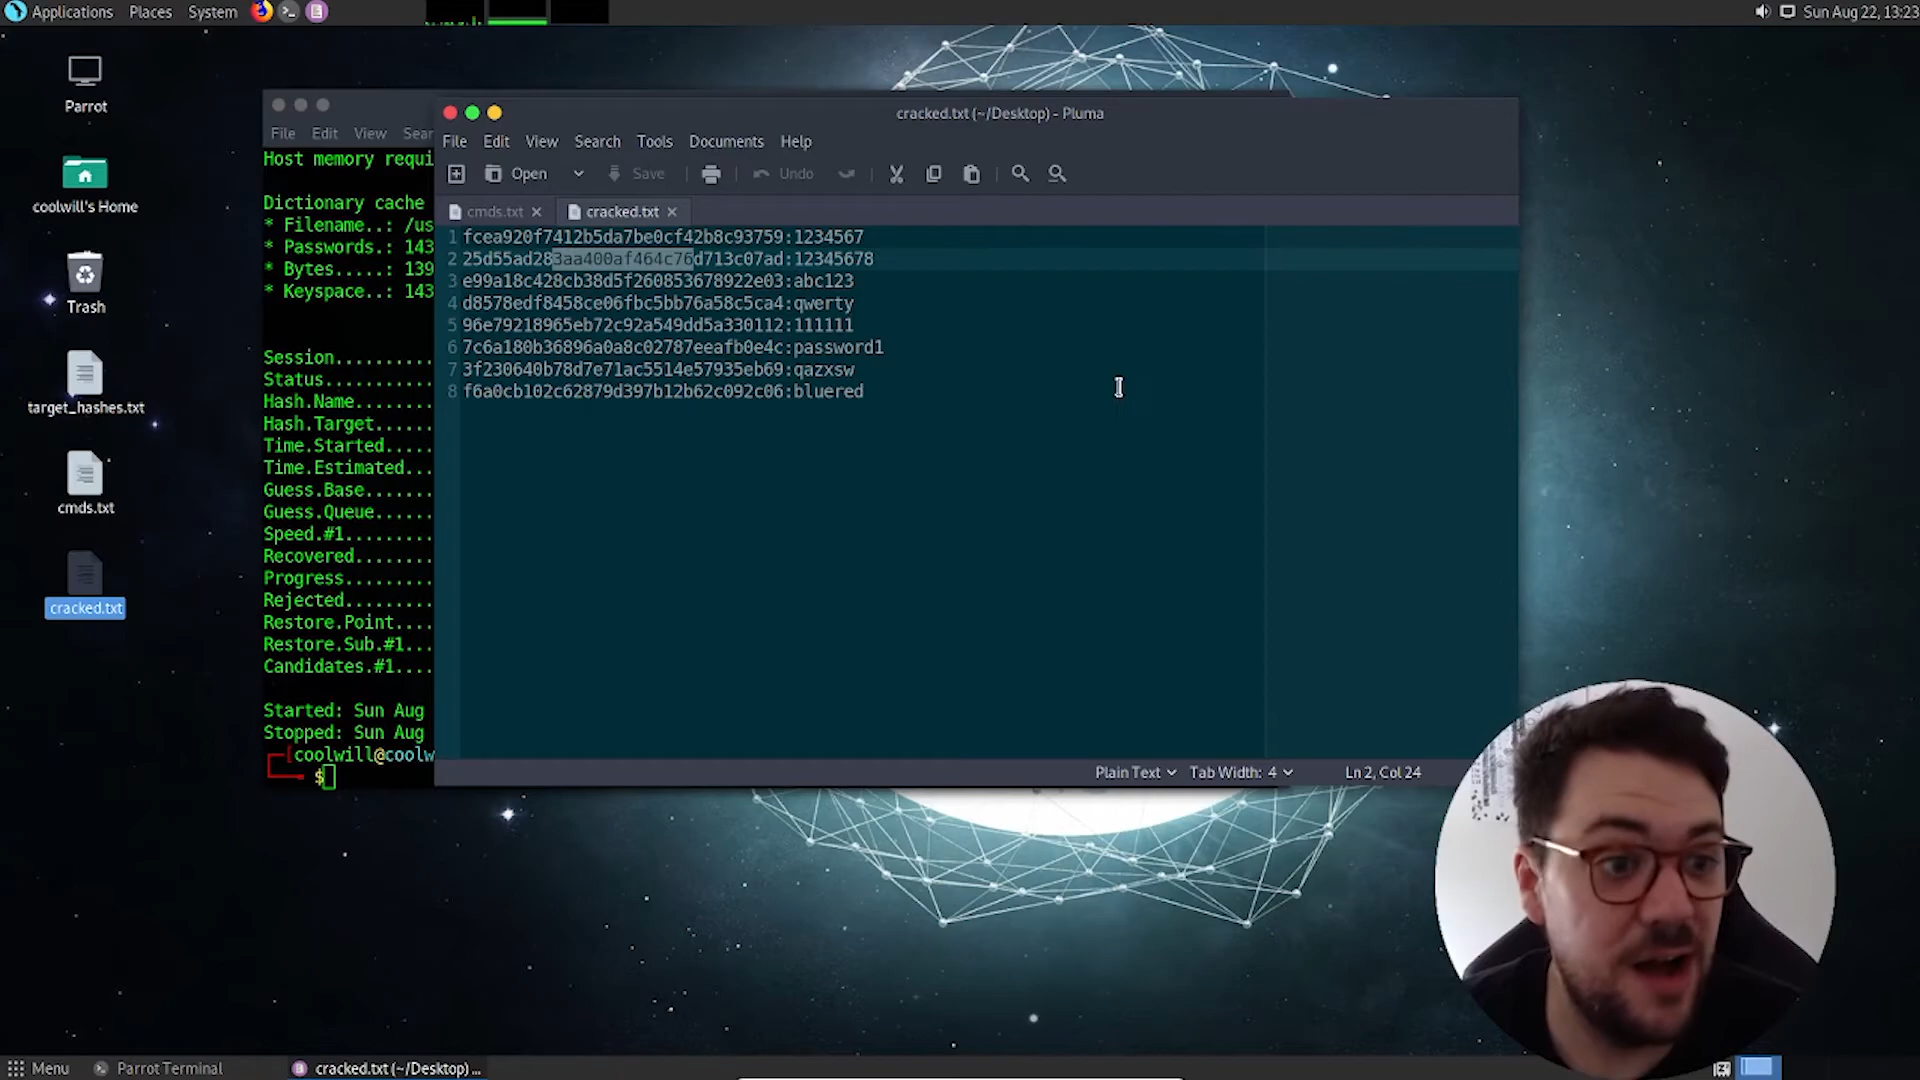 Applications Places System
Sun Aug 22, 13:23
Parrot
coolwill's Home
Trash
target_hashes.txt
cmds.txt
cracked.txt
File Edit View Sear
Host memory requi
Dictionary cache
* Filename..: /us
* Passwords.: 143
* Bytes.....: 139
* Keyspace..: 143
Session..........
Status...........
Hash.Name........
Hash.Target......
Time.Started.....
Time.Estimated...
Guess.Base.......
Guess.Queue......
Speed.#1.........
Recovered........
Progress.........
Rejected.........
Restore.Point....
Restore.Sub.#1...
Candidates.#1....
Started: Sun Aug
Stopped: Sun Aug
[coolwill@coolw
$
cracked.txt (~/Desktop) - Pluma
File Edit View Search Tools Documents Help
Open Save Undo
cmds.txt cracked.txt
1 fcea920f7412b5da7be0cf42b8c93759:1234567
2 25d55ad283aa400af464c76d713c07ad:12345678
3 e99a18c428cb38d5f260853678922e03:abc123
4 d8578edf8458ce06fbc5bb76a58c5ca4:qwerty
5 96e79218965eb72c92a549dd5a330112:111111
6 7c6a180b36896a0a8c02787eeafb0e4c:password1
7 3f230640b78d7e71ac5514e57935eb69:qazxsw
8 f6a0cb102c62879d397b12b62c092c06:bluered
Plain Text Tab Width: 4 Ln 2, Col 24
Menu Parrot Terminal cracked.txt (~/Desktop) ...